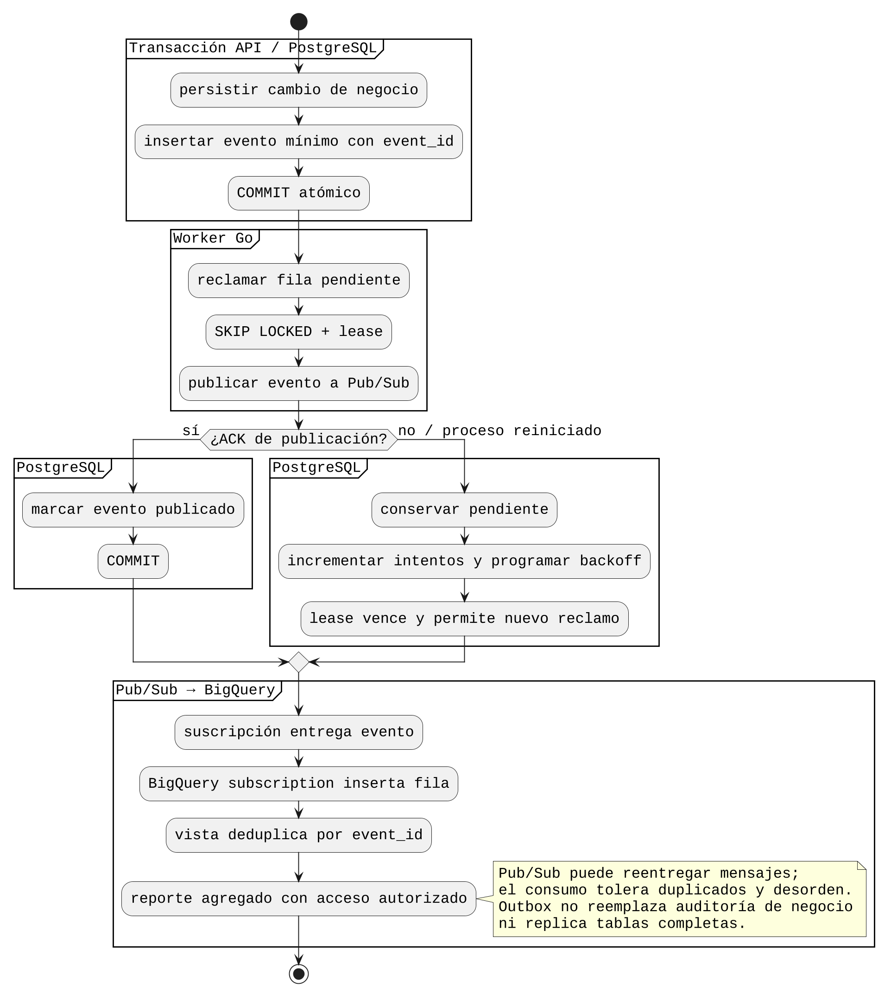 Transacción API / PostgreSQL
persistir cambio de negocio
insertar evento mínimo con event_id
COMMIT atómico
Worker Go
reclamar fila pendiente
SKIP LOCKED + lease
publicar evento a Pub/Sub
sí
¿ACK de publicación?
no / proceso reiniciado
PostgreSQL
marcar evento publicado
COMMIT
PostgreSQL
conservar pendiente
incrementar intentos y programar backoff
lease vence y permite nuevo reclamo
Pub/Sub → BigQuery
suscripción entrega evento
BigQuery subscription inserta fila
vista deduplica por event_id
reporte agregado con acceso autorizado
Pub/Sub puede reentregar mensajes;
el consumo tolera duplicados y desorden.
Outbox no reemplaza auditoría de negocio
ni replica tablas completas.